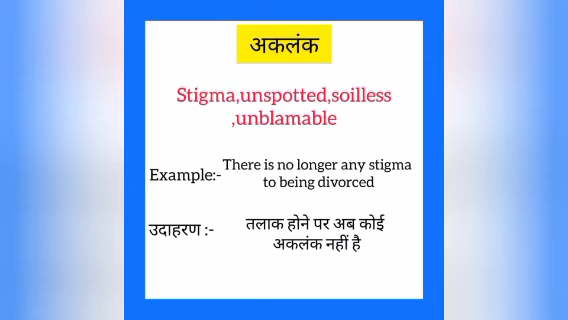 अकलंक
Stigma,unspotted,soilless
,unblamable
Example:- There is no longer any stigma
to being divorced
उदाहरण :- तलाक होने पर अब कोई
अकलंक नहीं है